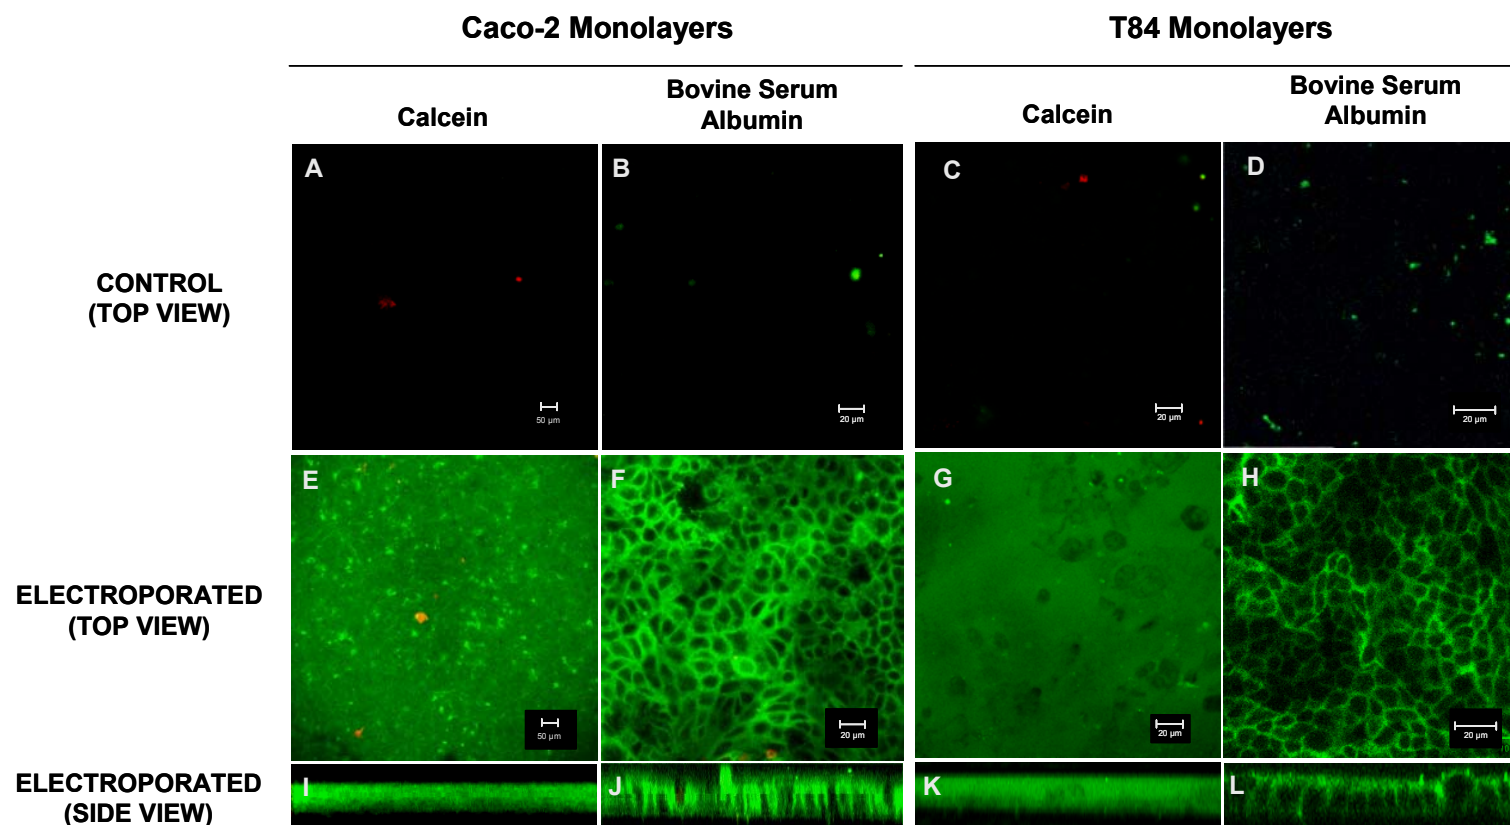 Caco-2 Monolayers
T84 Monolayers
Calcein
Bovine Serum
Albumin
Calcein
Bovine Serum
Albumin
CONTROL
(TOP VIEW)
A
50 µm
B
20 µm
C
20 µm
D
20 µm
ELECTROPORATED
(TOP VIEW)
E
50 µm
F
20 µm
G
20 µm
H
20 µm
ELECTROPORATED
(SIDE VIEW)
I
J
K
L